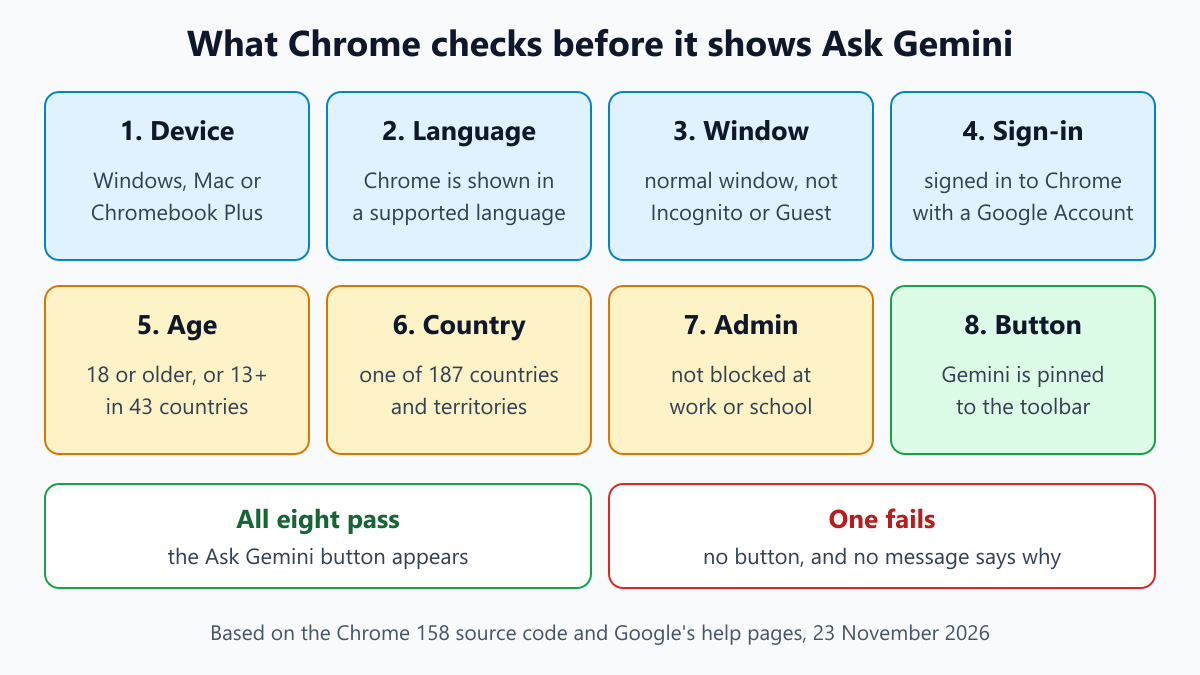 What Chrome checks before it shows Ask Gemini
1. Device
Windows, Mac or
Chromebook Plus
2. Language
Chrome is shown in
a supported language
3. Window
normal window, not
Incognito or Guest
4. Sign-in
signed in to Chrome
with a Google Account
5. Age
18 or older, or 13+
in 43 countries
6. Country
one of 187 countries
and territories
7. Admin
not blocked at
work or school
8. Button
Gemini is pinned
to the toolbar
All eight pass
the Ask Gemini button appears
One fails
no button, and no message says why
Based on the Chrome 158 source code and Google's help pages, 23 November 2026